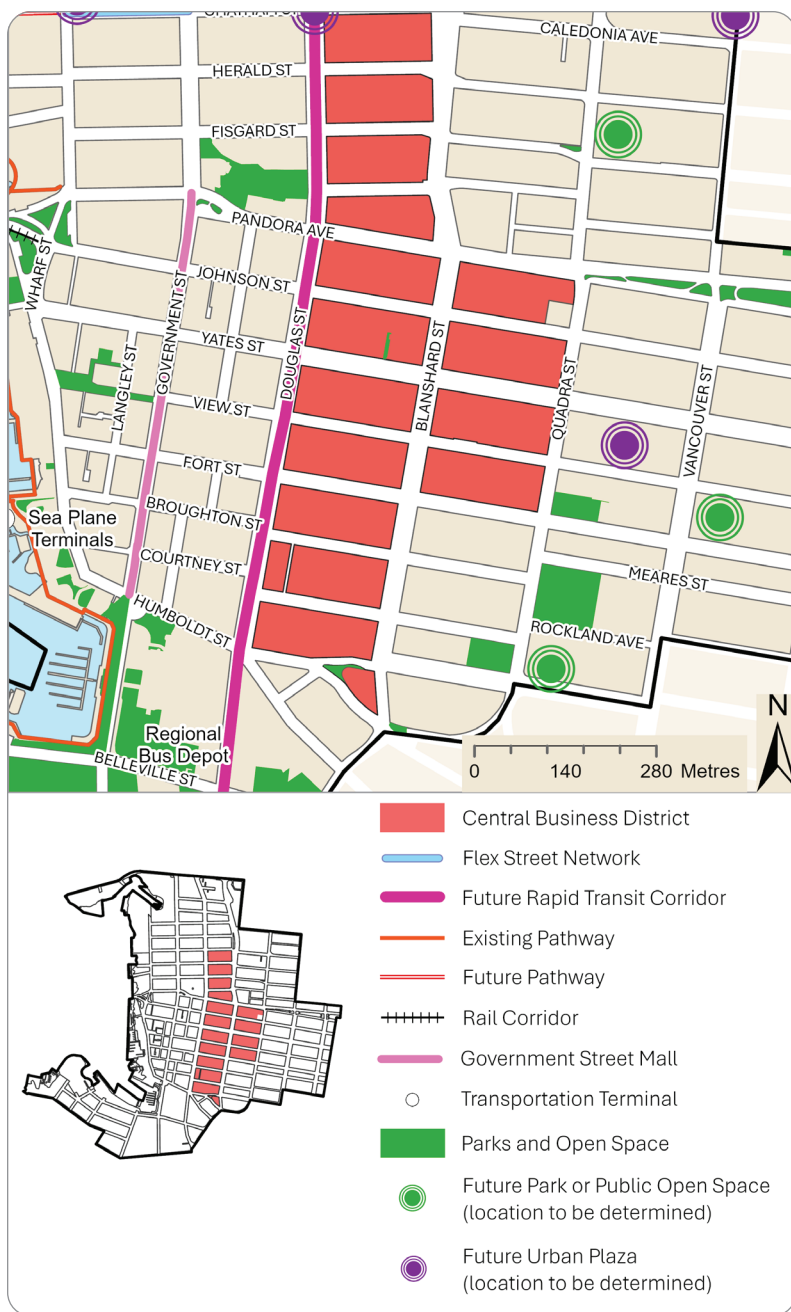 CALEDONIA AVE
HERALD ST
FISGARD ST
PANDORA AVE
WHARF ST
JOHNSON ST
GOVERNMENT ST
YATES ST
DOUGLAS ST
BLANSHARD ST
QUADRA ST
VANCOUVER ST
LANGLEY ST
VIEW ST
FORT ST
BROUGHTON ST
Sea Plane
Terminals
COURTNEY ST
MEARES ST
HUMBOLDT ST
ROCKLAND AVE
Regional
Bus Depot
BELLEVILLE ST
N
0 140 280 Metres
Central Business District
Flex Street Network
Future Rapid Transit Corridor
Existing Pathway
Future Pathway
Rail Corridor
Government Street Mall
Transportation Terminal
Parks and Open Space
Future Park or Public Open Space
(location to be determined)
Future Urban Plaza
(location to be determined)